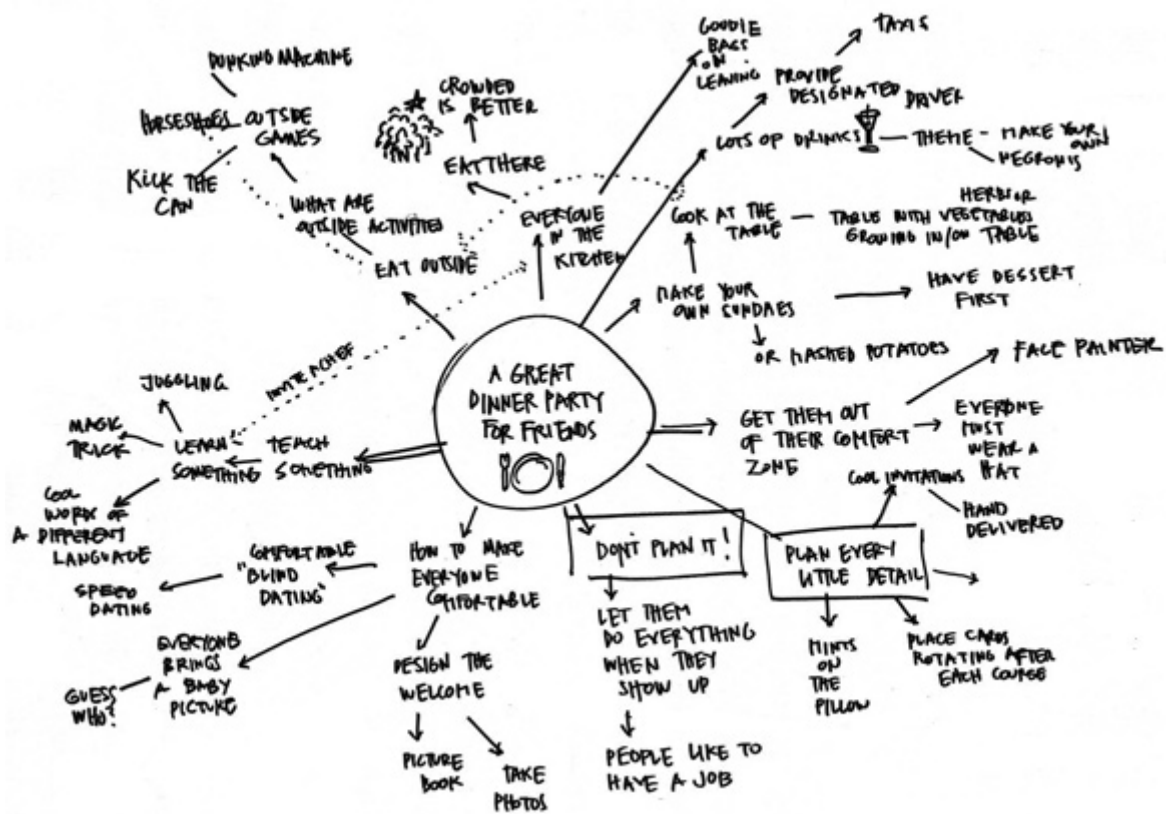 A GREAT
DINNER PARTY
FOR FRIENDS
DUNKING MACHINE
HORSESHOES
OUTSIDE
GAMES
KICK THE
CAN
WHAT ARE
OUTSIDE ACTIVITIES
EAT OUTSIDE
CROWDED
IS BETTER
EAT THERE
EVERYONE
IN THE
KITCHEN
GOODIE
BAGS
ON
LEAVING
TAXIS
PROVIDE
DESIGNATED
DRIVER
LOTS OF DRINKS
THEME - MAKE YOUR
OWN
NEGRONIS
LOOK AT THE
TABLE
HERBS OR
TABLE WITH VEGETABLES
GROWING IN/ON TABLE
MAKE YOUR
OWN SUNDAES
HAVE DESSERT
FIRST
OR MASHED POTATOES
FACE PAINTER
GET THEM OUT
OF THEIR COMFORT
ZONE
EVERYONE
MUST
WEAR A
HAT
COOL INVITATIONS
HAND
DELIVERED
PLAN EVERY
LITTLE DETAIL
MINTS
ON
THE
PILLOW
PLACE CARDS
ROTATING AFTER
EACH COURSE
DON'T PLAN IT!
LET THEM
DO EVERYTHING
WHEN THEY
SHOW UP
PEOPLE LIKE TO
HAVE A JOB
HOW TO MAKE
EVERYONE
COMFORTABLE
DESIGN THE
WELCOME
PICTURE
BOOK
TAKE
PHOTOS
COMFORTABLE
"BLIND
DATING"
SPEED
DATING
EVERYONE
BRINGS
A BABY
PICTURE
GUESS
WHO?
INVITE A CHEF
TEACH
SOMETHING
LEARN
SOMETHING
JUGGLING
MAGIC
TRICK
COOL
WORDS OF
A DIFFERENT
LANGUAGE